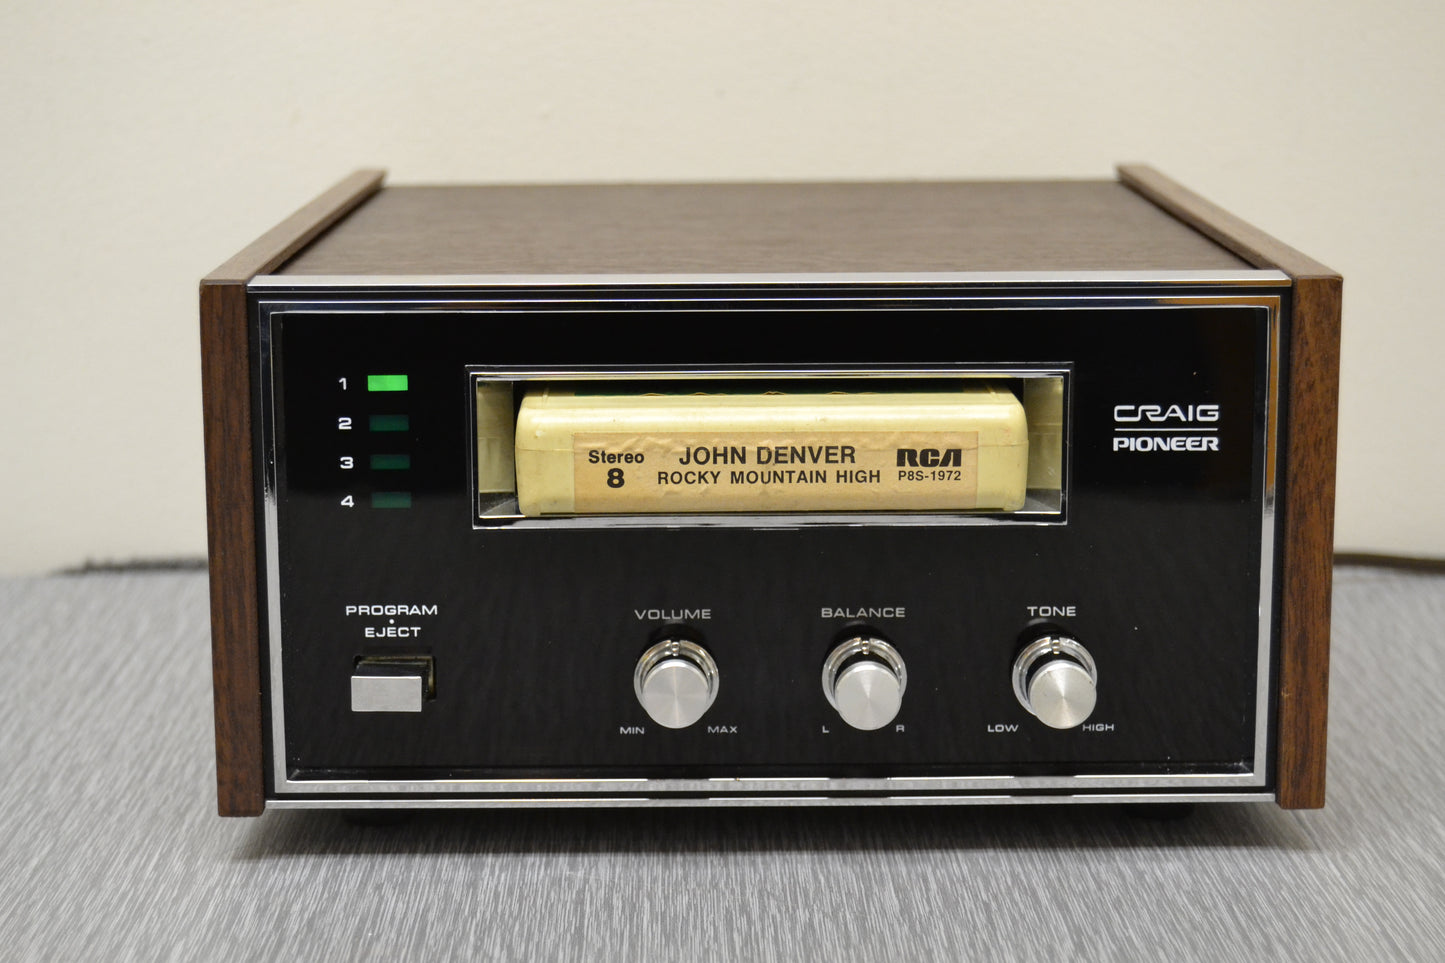 1
2
3
4
Stereo
8
JOHN DENVER
ROCKY MOUNTAIN HIGH
RCA
P8S-1972
CRAIG
PIONEER
PROGRAM
•
EJECT
VOLUME
MIN MAX
BALANCE
L R
TONE
LOW HIGH